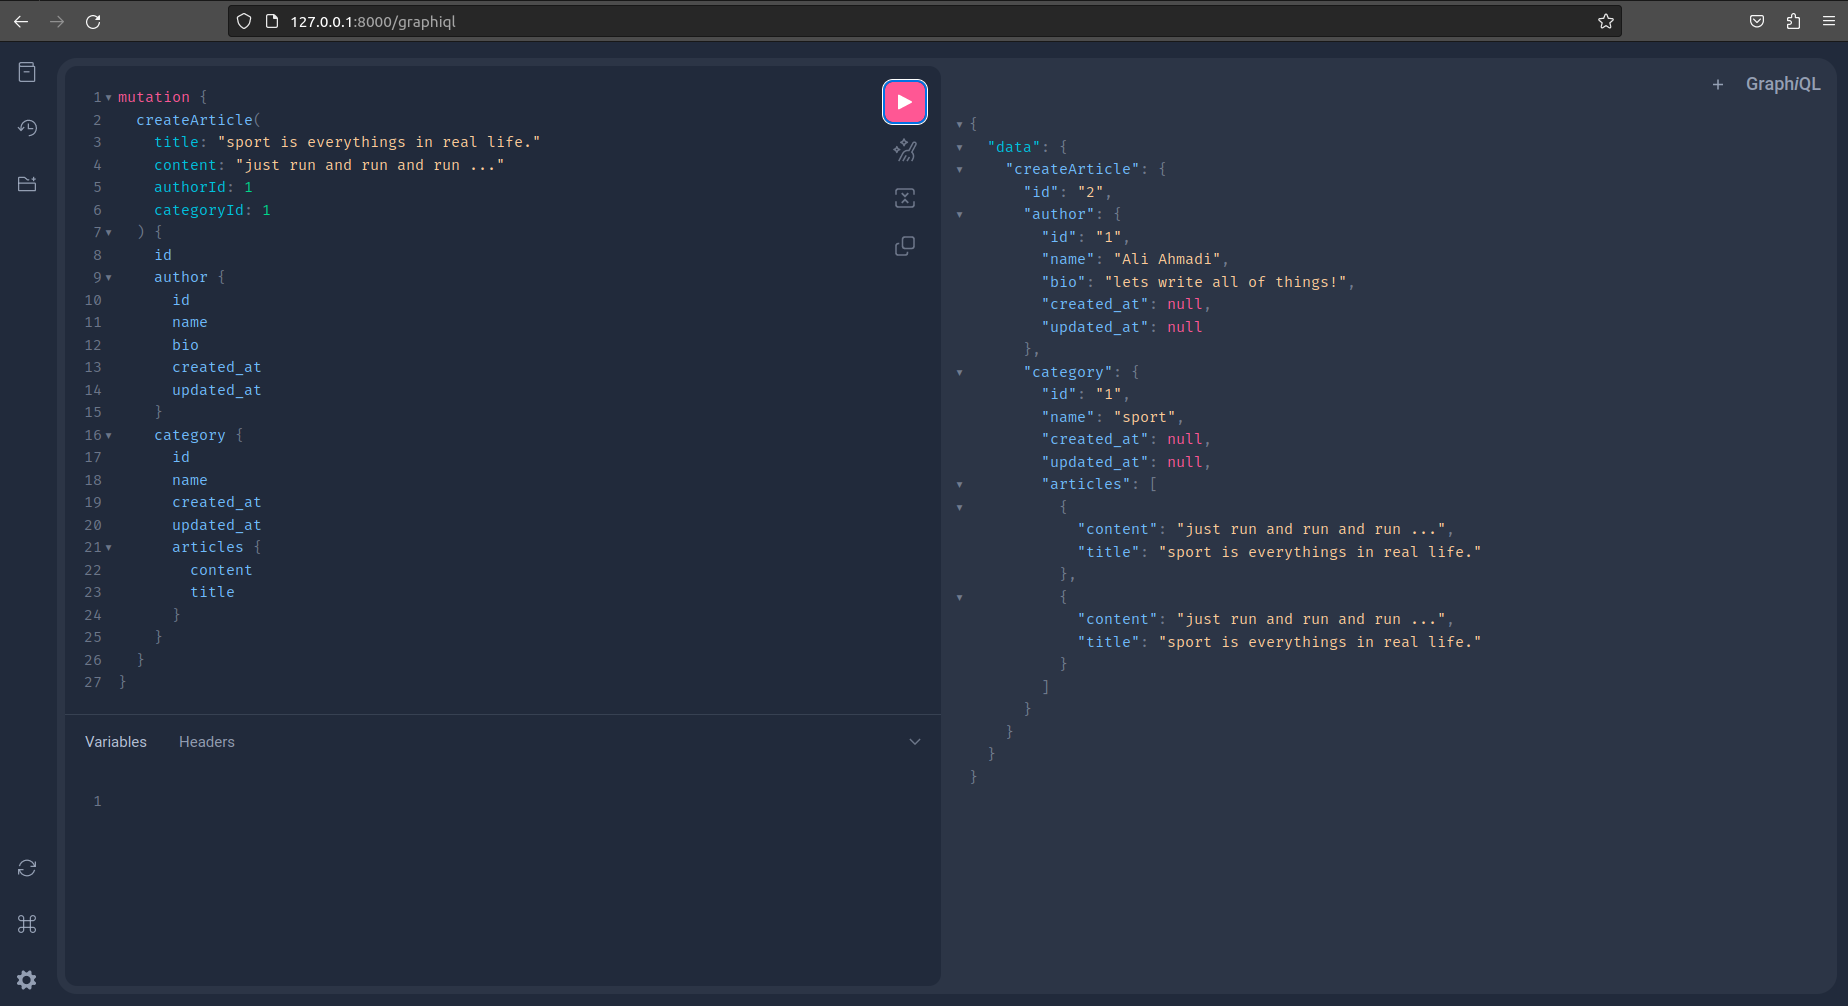 127.0.0.1:8000/graphiql
1 mutation {
2   createArticle(
3     title: "sport is everythings in real life."
4     content: "just run and run and run ..."
5     authorId: 1
6     categoryId: 1
7   ) {
8     id
9     author {
10       id
11       name
12       bio
13       created_at
14       updated_at
15     }
16     category {
17       id
18       name
19       created_at
20       updated_at
21       articles {
22         content
23         title
24       }
25     }
26   }
27 }
Variables Headers
1
+ GraphiQL
{
  "data": {
    "createArticle": {
      "id": "2",
      "author": {
        "id": "1",
        "name": "Ali Ahmadi",
        "bio": "lets write all of things!",
        "created_at": null,
        "updated_at": null
      },
      "category": {
        "id": "1",
        "name": "sport",
        "created_at": null,
        "updated_at": null,
        "articles": [
          {
            "content": "just run and run and run ...",
            "title": "sport is everythings in real life."
          },
          {
            "content": "just run and run and run ...",
            "title": "sport is everythings in real life."
          }
        ]
      }
    }
  }
}